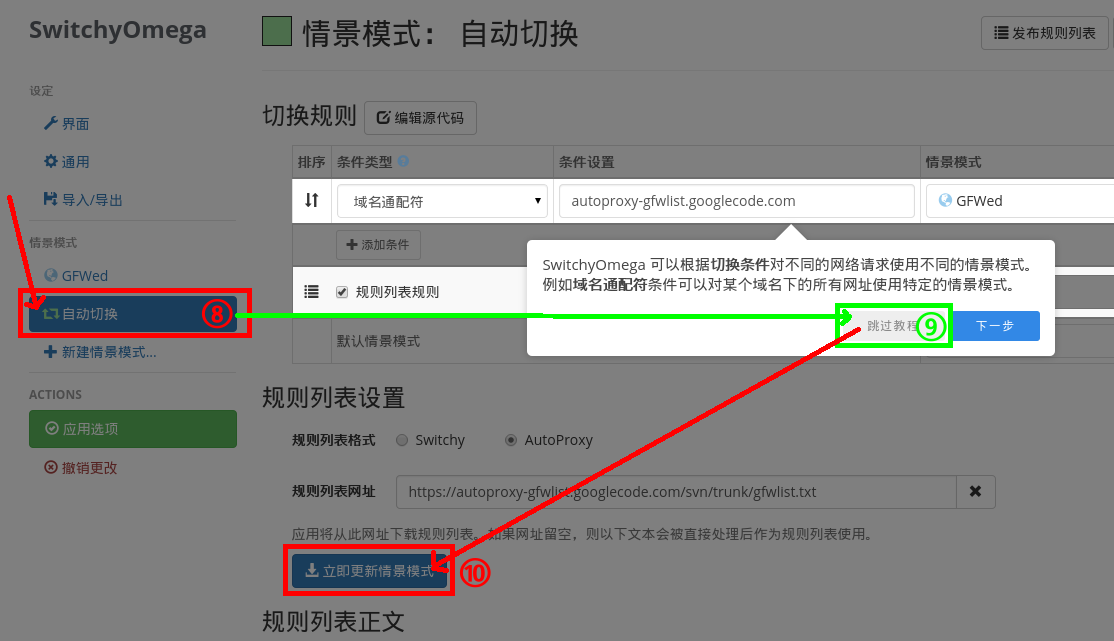 SwitchyOmega
设定
界面
通用
导入/导出
情景模式
GFWed
自动切换
⑧
新建情景模式...
ACTIONS
应用选项
撤销更改
情景模式： 自动切换
发布规则列表
切换规则
编辑源代码
排序 条件类型 条件设置 情景模式
域名通配符 autoproxy-gfwlist.googlecode.com GFWed
添加条件
SwitchyOmega 可以根据切换条件对不同的网络请求使用不同的情景模式。
例如域名通配符条件可以对某个域名下的所有网址使用特定的情景模式。
跳过教程 ⑨ 下一步
规则列表规则
默认情景模式
规则列表设置
规则列表格式 Switchy AutoProxy
规则列表网址 https://autoproxy-gfwlist.googlecode.com/svn/trunk/gfwlist.txt
应用将从此网址下载规则列表。如果网址留空，则以下文本会被直接处理后作为规则列表使用。
立即更新情景模式 ⑩
规则列表正文